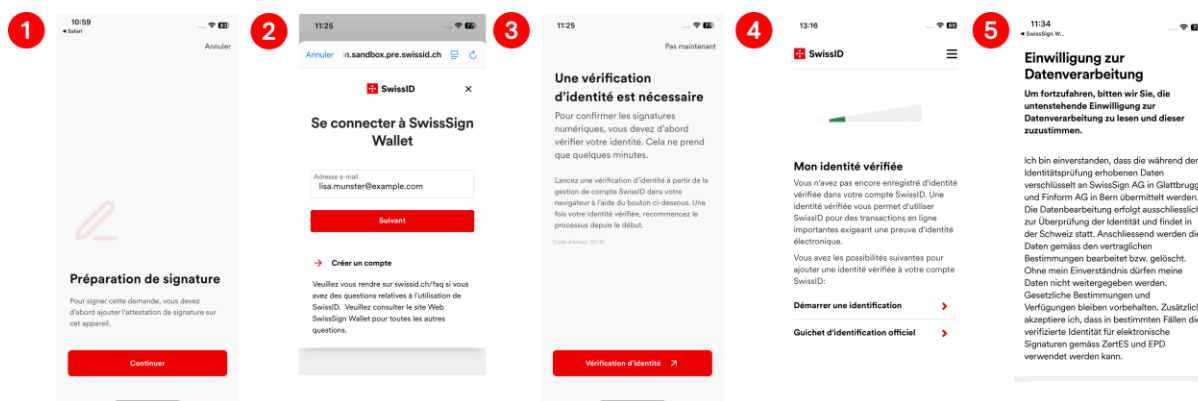 1
10:59
Safari
Annuler
Préparation de signature
Pour signer cette demande, vous devez
d'abord ajouter l'attestation de signature sur
cet appareil.
Continuer
2
11:25
Annuler
n.sandbox.pre.swissid.ch
SwissID
Se connecter à SwissSign
Wallet
Adresse e-mail
lisa.munster@example.com
Suivant
Créer un compte
Veuillez vous rendre sur swissid.ch/faq si vous
avez des questions relatives à l'utilisation de
SwissID. Veuillez consulter le site Web
SwissSign Wallet pour toutes les autres
questions.
3
11:25
Pas maintenant
Une vérification
d'identité est nécessaire
Pour confirmer les signatures
numériques, vous devez d'abord
vérifier votre identité. Cela ne prend
que quelques minutes.
Lancez une vérification d'identité à partir de la
gestion de compte SwissID dans votre
navigateur à l'aide du bouton ci-dessous. Une
fois votre identité vérifiée, recommencez le
processus depuis le début.
Code d'erreur:
Vérification d'identité
4
13:16
SwissID
Mon identité vérifiée
Vous n'avez pas encore enregistré d'identité
vérifiée dans votre compte SwissID. Une
identité vérifiée vous permet d'utiliser
SwissID pour des transactions en ligne
importantes exigeant une preuve d'identité
électronique.
Vous avez les possibilités suivantes pour
ajouter une identité vérifiée à votre compte
SwissID:
Démarrer une identification
Guichet d'identification officiel
5
11:34
SwissSign W...
Einwilligung zur
Datenverarbeitung
Um fortzufahren, bitten wir Sie, die
untenstehende Einwilligung zur
Datenverarbeitung zu lesen und dieser
zuzustimmen.
Ich bin einverstanden, dass die während der
Identitätsprüfung erhobenen Daten
verschlüsselt an SwissSign AG in Glattbrugg
und Finform AG in Bern übermittelt werden.
Die Datenbearbeitung erfolgt ausschliesslich
zur Überprüfung der Identität und findet in
der Schweiz statt. Anschliessend werden die
Daten gemäss den vertraglichen
Bestimmungen bearbeitet bzw. gelöscht.
Ohne mein Einverständnis dürfen meine
Daten nicht weitergegeben werden.
Gesetzliche Bestimmungen und
Verfügungen bleiben vorbehalten. Zusätzlich
akzeptiere ich, dass in bestimmten Fällen die
verifizierte Identität für elektronische
Signaturen gemäss ZertES und EPD
verwendet werden kann.